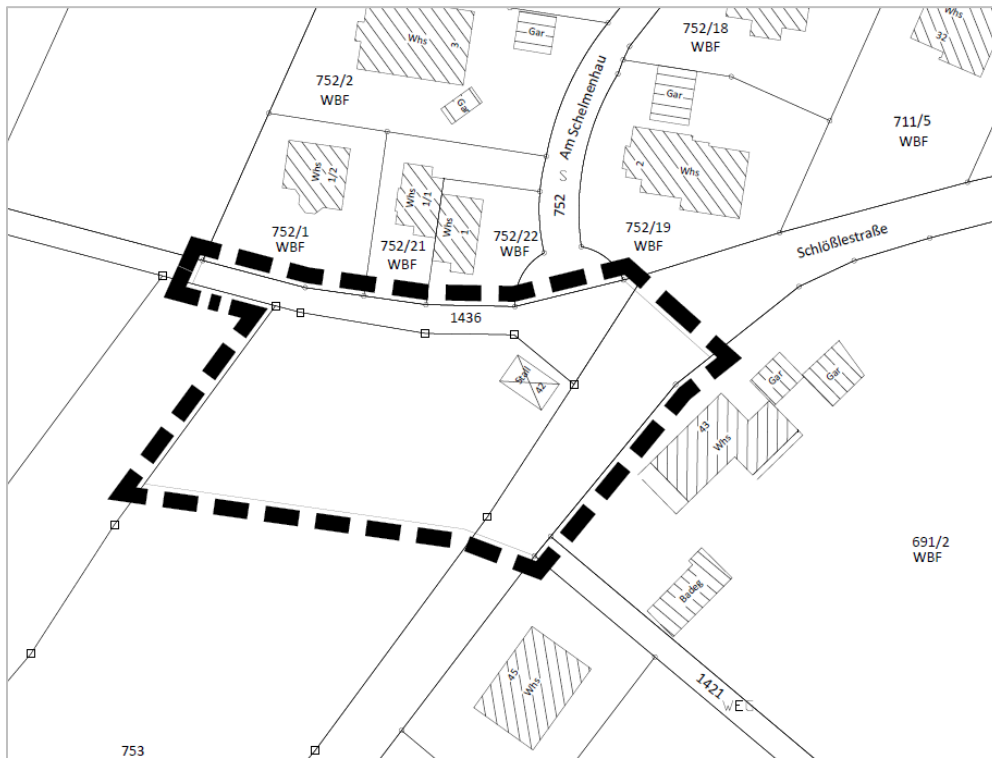 Whs
3
Gar
752/18
WBF
Whs
32
752/2
WBF
Gar
Am Schelmenhau
Gar
711/5
WBF
Whs
1/2
Whs
1/1
Whs
1
S
752
2
Whs
752/1
WBF
752/21
WBF
752/22
WBF
752/19
WBF
Schlößlestraße
1436
Stall
42
Gar
Gar
43
Whs
691/2
WBF
Badeg
45
Whs
1421
WEG
753